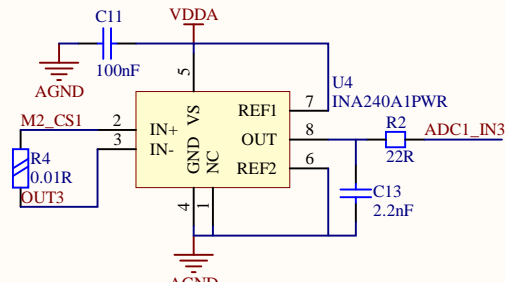 C11
VDDA
100nF
AGND
5
U4
INA240A1PWR
M2_CS1
2
IN+
VS
REF1
7
3
IN-
OUT
8
R2
ADC1_IN3
22R
R4
0.01R
OUT3
GND
NC
REF2
6
4
1
C13
2.2nF
AGND